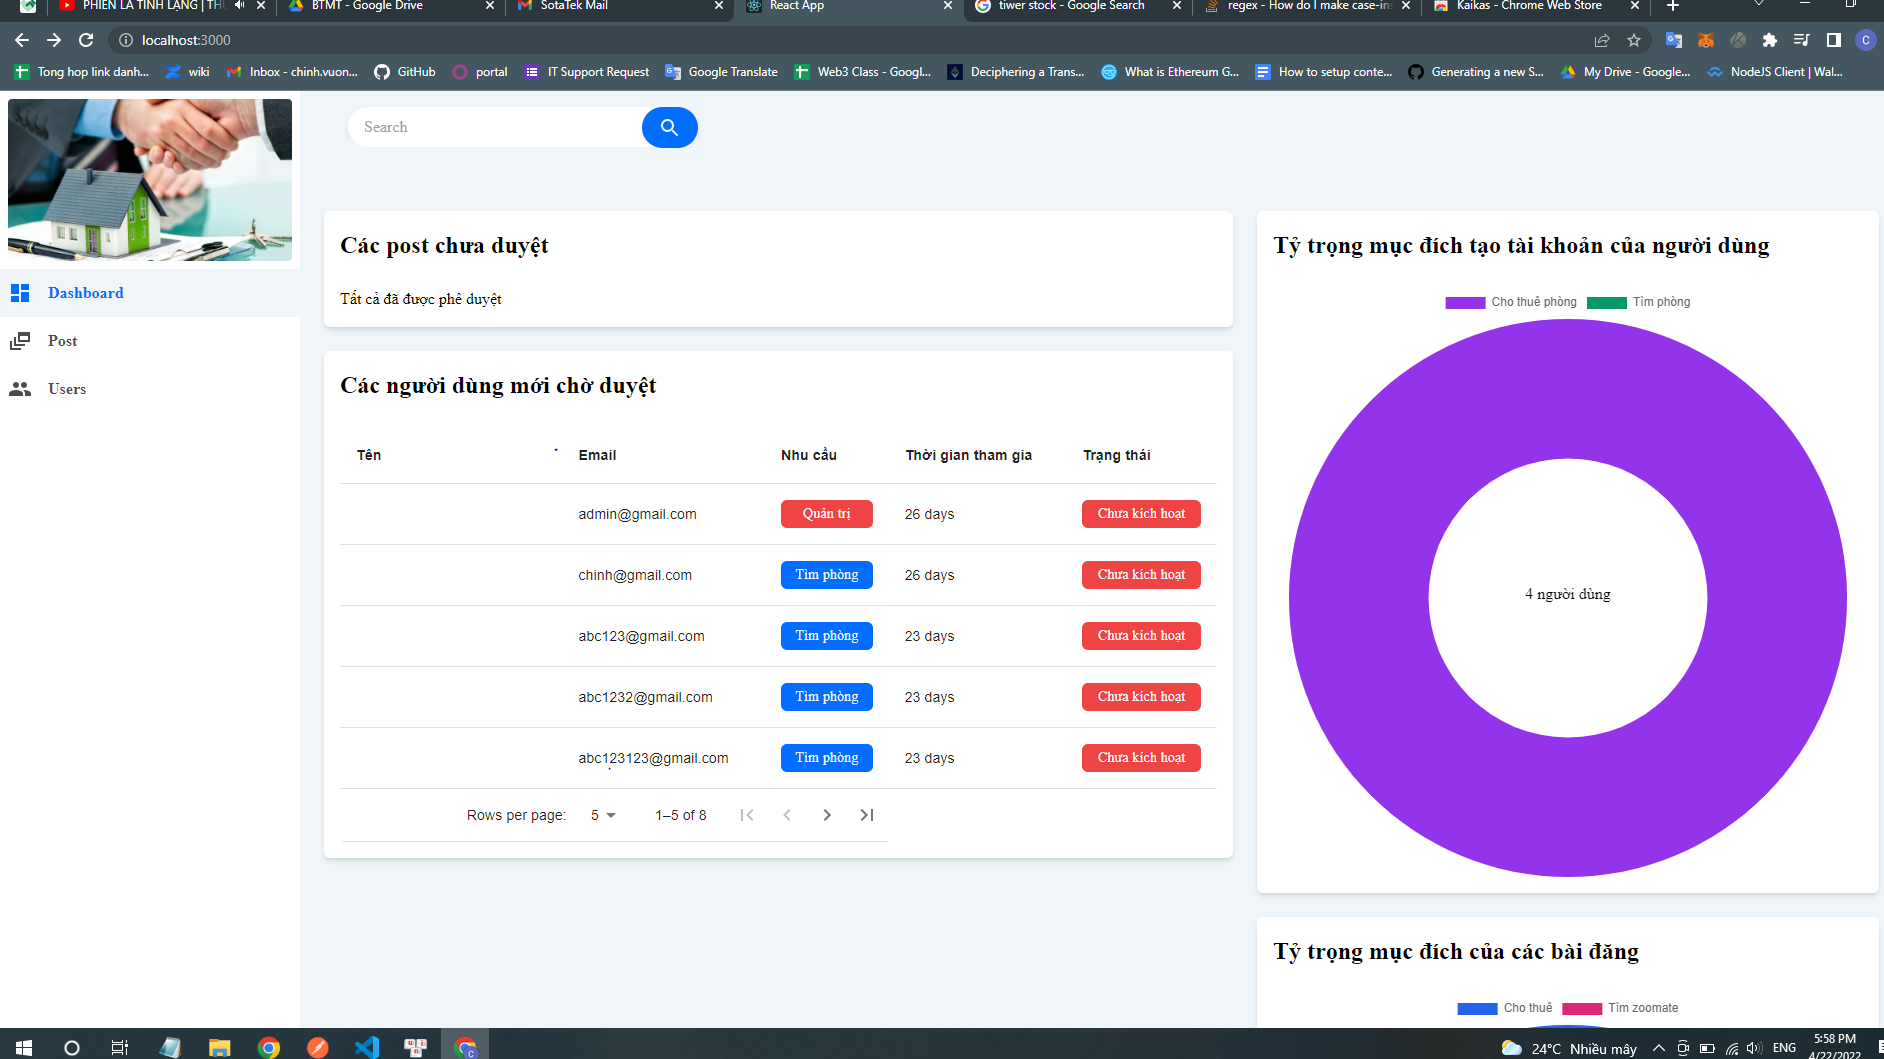 PHIEN LA TINH LANG | THU
BTMT - Google Drive
SotaTek Mail
React App
tiwer stock - Google Search
regex - How do I make case-ins
Kaikas - Chrome Web Store
localhost:3000
C
Tong hop link danh...
wiki
Inbox - chinh.vuon...
GitHub
portal
IT Support Request
Google Translate
Web3 Class - Googl...
Deciphering a Trans...
What is Ethereum G...
How to setup conte...
Generating a new S...
My Drive - Google...
NodeJS Client | Wal...
Search
Dashboard
Post
Users
Các post chưa duyệt
Tất cả đã được phê duyệt
Các người dùng mới chờ duyệt
Tên Email Nhu cầu Thời gian tham gia Trạng thái
admin@gmail.com Quản trị 26 days Chưa kích hoạt
chinh@gmail.com Tìm phòng 26 days Chưa kích hoạt
abc123@gmail.com Tìm phòng 23 days Chưa kích hoạt
abc1232@gmail.com Tìm phòng 23 days Chưa kích hoạt
abc123123@gmail.com Tìm phòng 23 days Chưa kích hoạt
Rows per page: 5 1–5 of 8
Tỷ trọng mục đích tạo tài khoản của người dùng
Cho thuê phòng Tìm phòng
4 người dùng
Tỷ trọng mục đích của các bài đăng
Cho thuê Tìm zoomate
24°C Nhiều mây
ENG
5:58 PM
4/22/2022